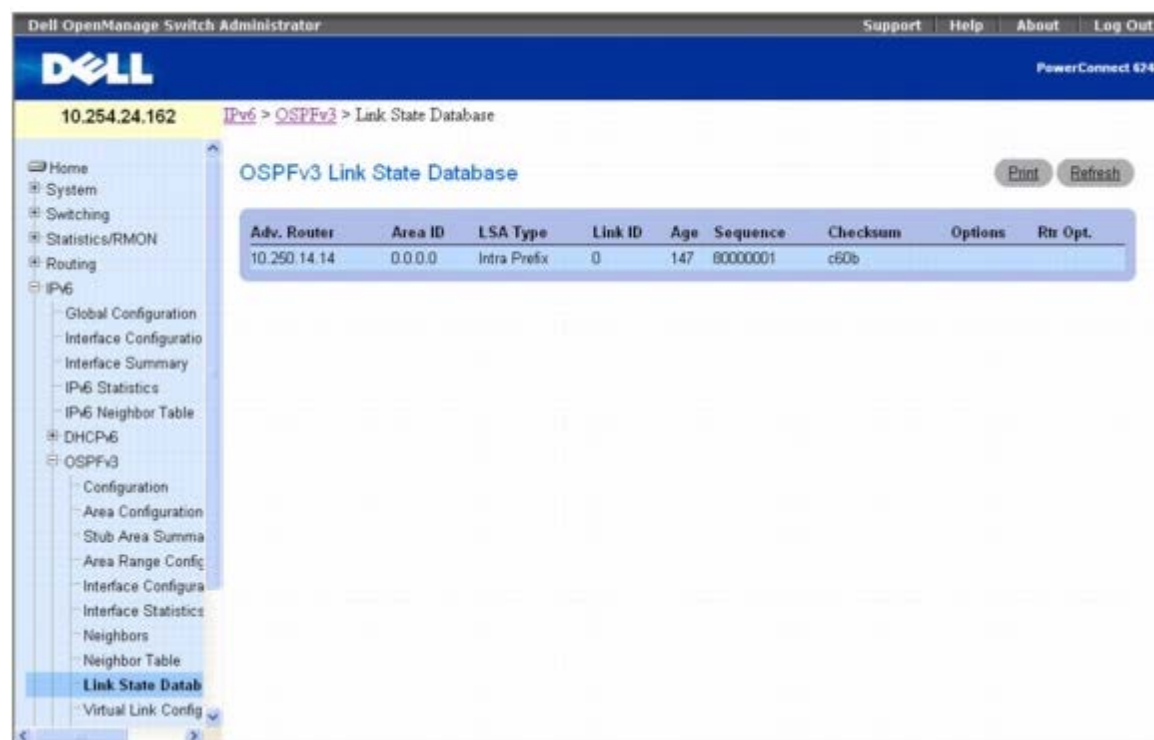 Dell OpenManage Switch Administrator
Support Help About Log Out
DELL
PowerConnect 624
10.254.24.162
IPv6 > OSPFv3 > Link State Database
Home
System
Switching
Statistics/RMON
Routing
IPv6
Global Configuration
Interface Configuratio
Interface Summary
IPv6 Statistics
IPv6 Neighbor Table
DHCPv6
OSPFv3
Configuration
Area Configuration
Stub Area Summa
Area Range Config
Interface Configura
Interface Statistics
Neighbors
Neighbor Table
Link State Datab
Virtual Link Config
OSPFv3 Link State Database
Print Refresh
Adv. Router Area ID LSA Type Link ID Age Sequence Checksum Options Rtr Opt.
10.250.14.14 0.0.0.0 Intra Prefix 0 147 80000001 c60b